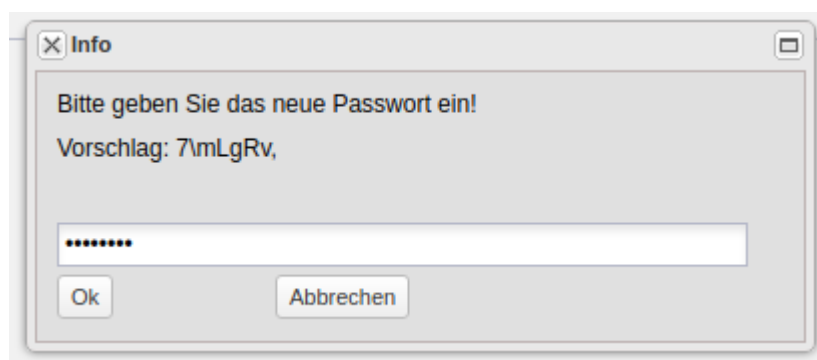 Info
Bitte geben Sie das neue Passwort ein!
Vorschlag: 7\mLgRv,
••••••••
Ok Abbrechen